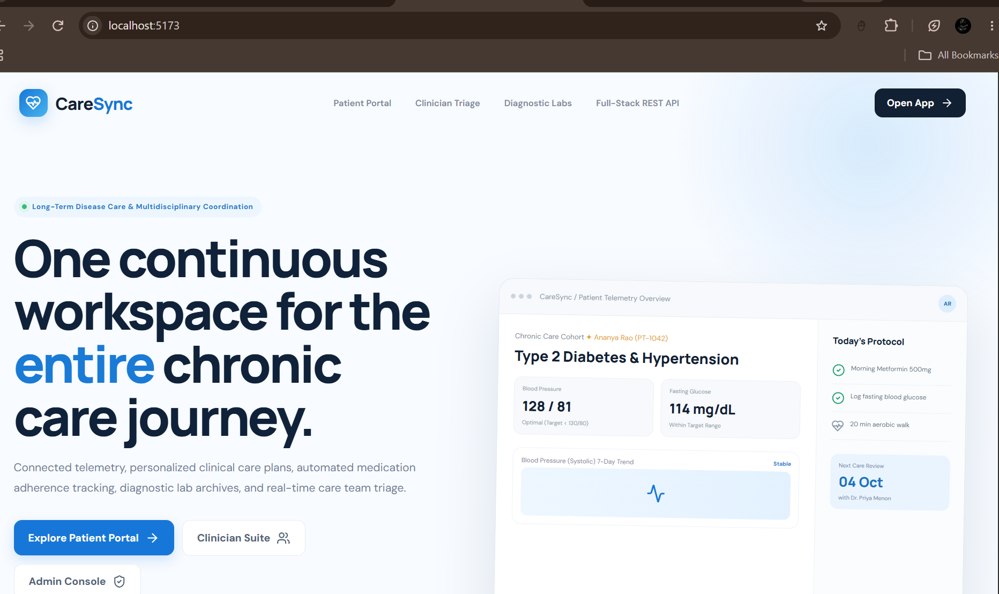 localhost:5173
All Bookmarks
CareSync
Patient Portal
Clinician Triage
Diagnostic Labs
Full-Stack REST API
Open App
Long-Term Disease Care & Multidisciplinary Coordination
One continuous
workspace for the
entire chronic
care journey.
Connected telemetry, personalized clinical care plans, automated medication
adherence tracking, diagnostic lab archives, and real-time care team triage.
Explore Patient Portal
Clinician Suite
Admin Console
CareSync / Patient Telemetry Overview
AR
Chronic Care Cohort ✦ Ananya Rao (PT-1042)
Type 2 Diabetes & Hypertension
Blood Pressure
128 / 81
Optimal (Target < 130/80)
Fasting Glucose
114 mg/dL
Within Target Range
Blood Pressure (Systolic) 7-Day Trend
Stable
Today's Protocol
Morning Metformin 500mg
Log fasting blood glucose
20 min aerobic walk
Next Care Review
04 Oct
with Dr. Priya Menon